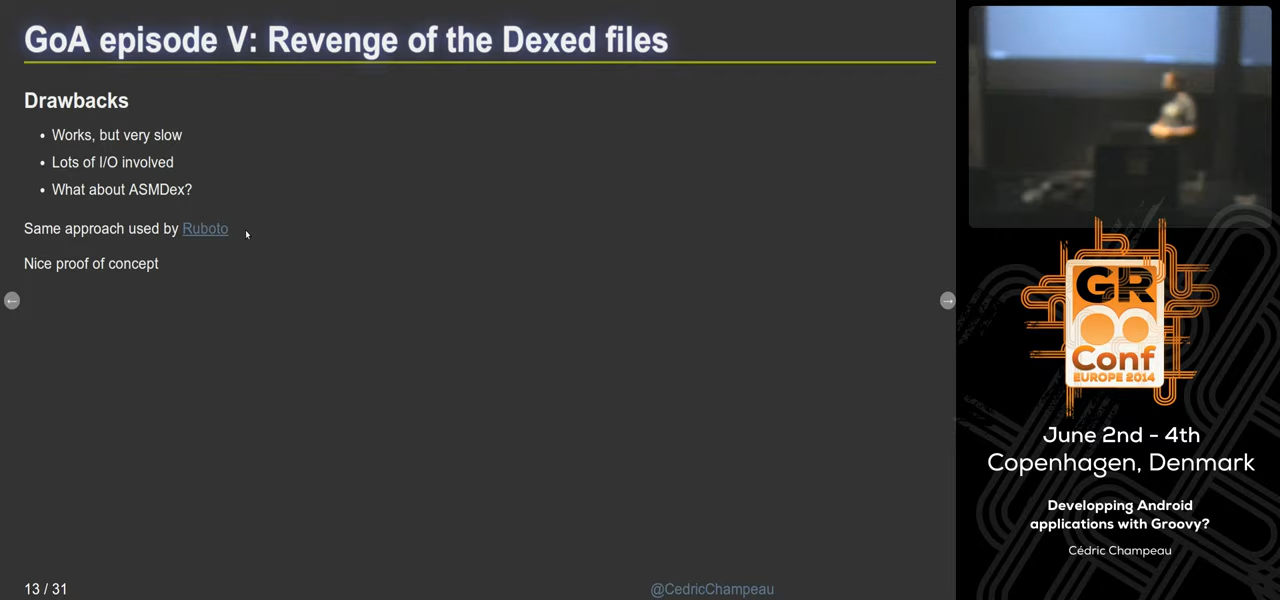 GoA episode V: Revenge of the Dexed files
Drawbacks
• Works, but very slow
• Lots of I/O involved
• What about ASMDex?
Same approach used by Ruboto
Nice proof of concept
13 / 31
@CedricChampeau
GR
Conf
EUROPE 2014
June 2nd - 4th
Copenhagen, Denmark
Developping Android
applications with Groovy?
Cédric Champeau